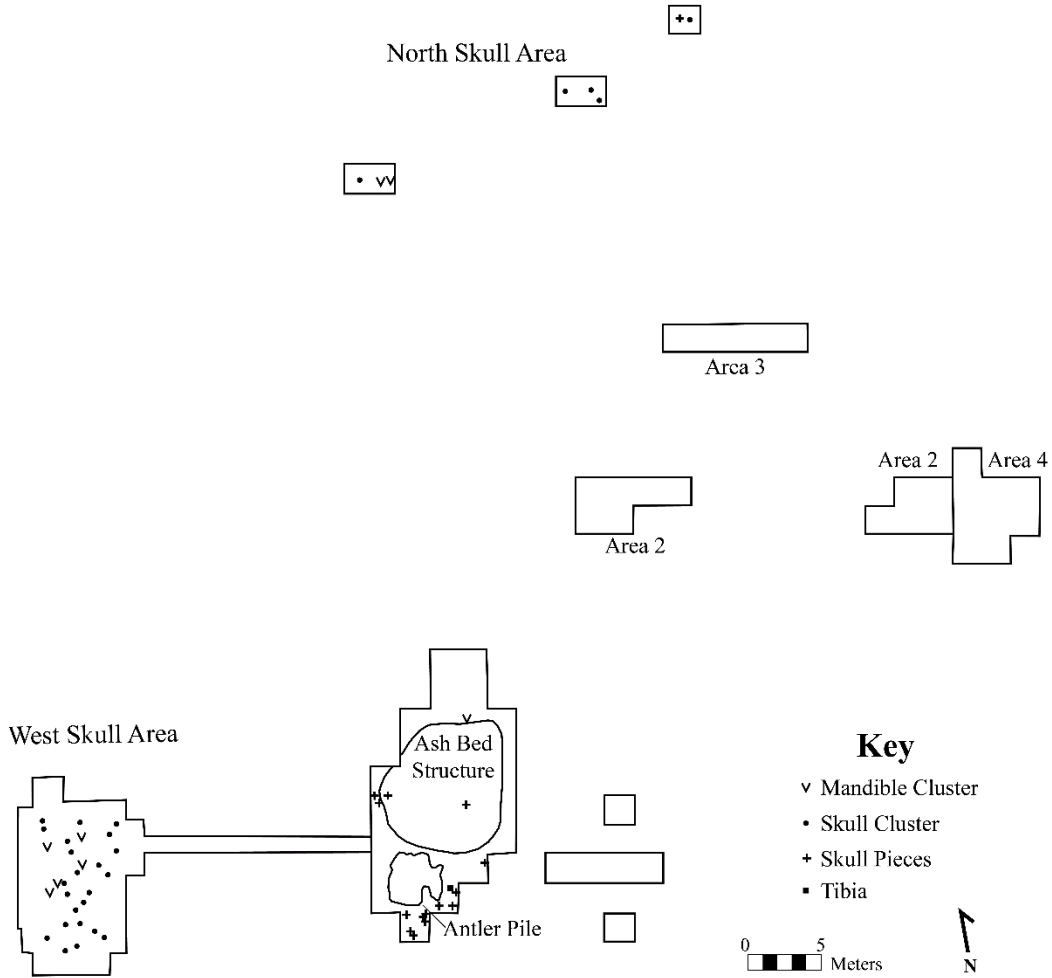 North Skull Area
Area 3
Area 2
Area 4
Area 2
West Skull Area
Ash Bed
Structure
Antler Pile
Key
Mandible Cluster
Skull Cluster
Skull Pieces
Tibia
0 5
Meters
N